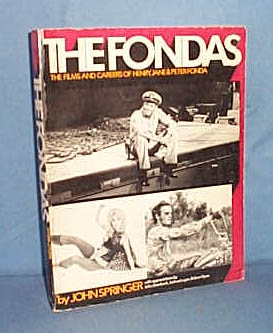 THE FONDAS
THE FILMS AND CAREERS OF HENRY, JANE & PETER FONDA
by JOHN SPRINGER
THE FONDAS